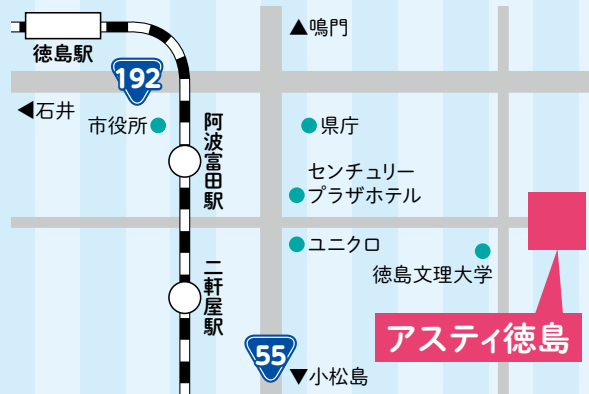 徳島駅
▲鳴門
192
◀石井
市役所
阿波富田駅
県庁
センチュリー
プラザホテル
ユニクロ
徳島文理大学
二軒屋駅
アスティ徳島
55
▼小松島